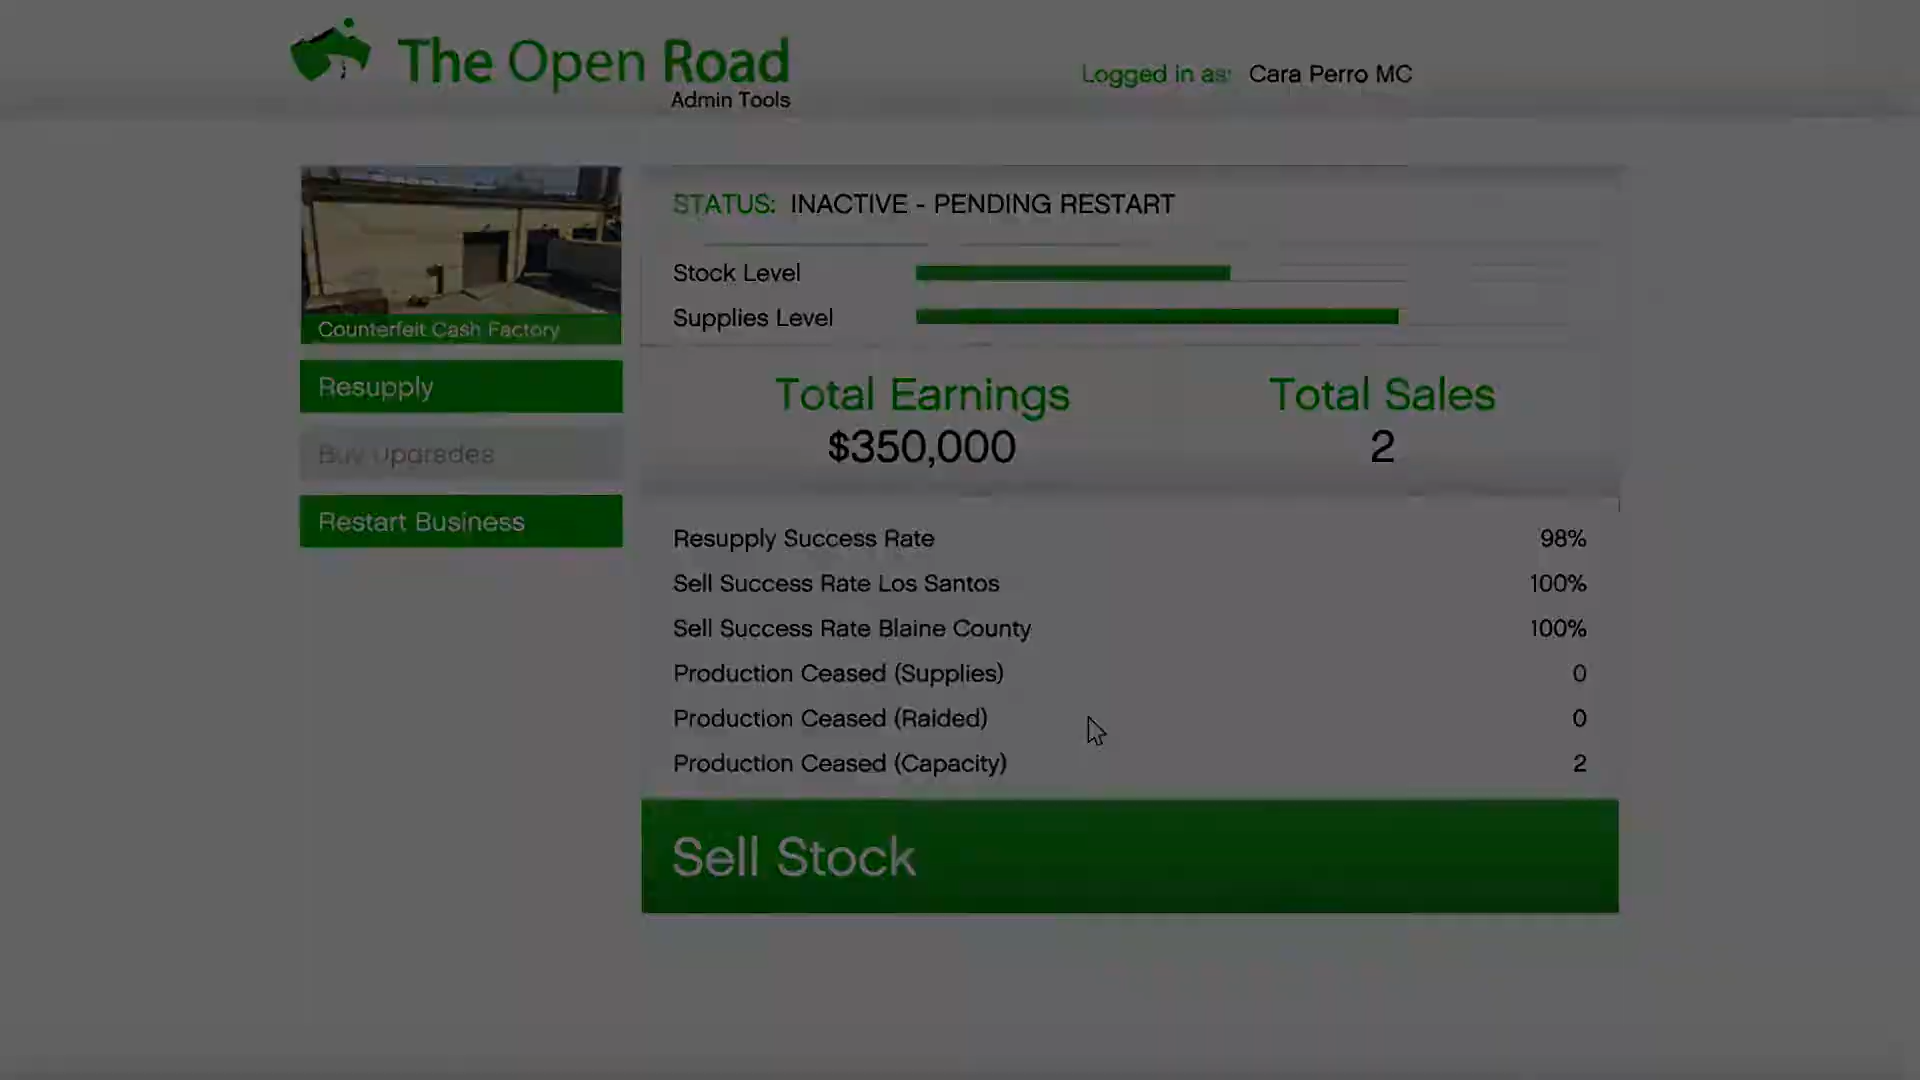 The Open Road
Admin Tools
Logged in as: Cara Perro MC
Counterfeit Cash Factory
Resupply
Buy Upgrades
Restart Business
STATUS: INACTIVE - PENDING RESTART
Stock Level
Supplies Level
Total Earnings Total Sales
$350,000 2
Resupply Success Rate 98%
Sell Success Rate Los Santos 100%
Sell Success Rate Blaine County 100%
Production Ceased (Supplies) 0
Production Ceased (Raided) 0
Production Ceased (Capacity) 2
Sell Stock